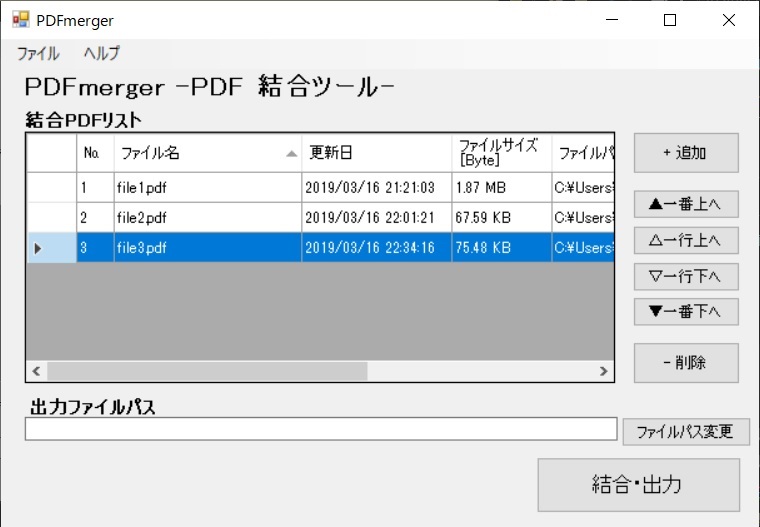 PDFmerger
ファイル ヘルプ
PDFmerger -PDF 結合ツール-
結合PDFリスト
No. ファイル名 更新日 ファイルサイズ [Byte] ファイルパ
1 file1.pdf 2019/03/16 21:21:03 1.87 MB C:¥Users¥
2 file2.pdf 2019/03/16 22:01:21 67.59 KB C:¥Users¥
3 file3.pdf 2019/03/16 22:34:16 75.48 KB C:¥Users¥
+ 追加
▲一番上へ
△一行上へ
▽一行下へ
▼一番下へ
- 削除
出力ファイルパス
ファイルパス変更
結合・出力